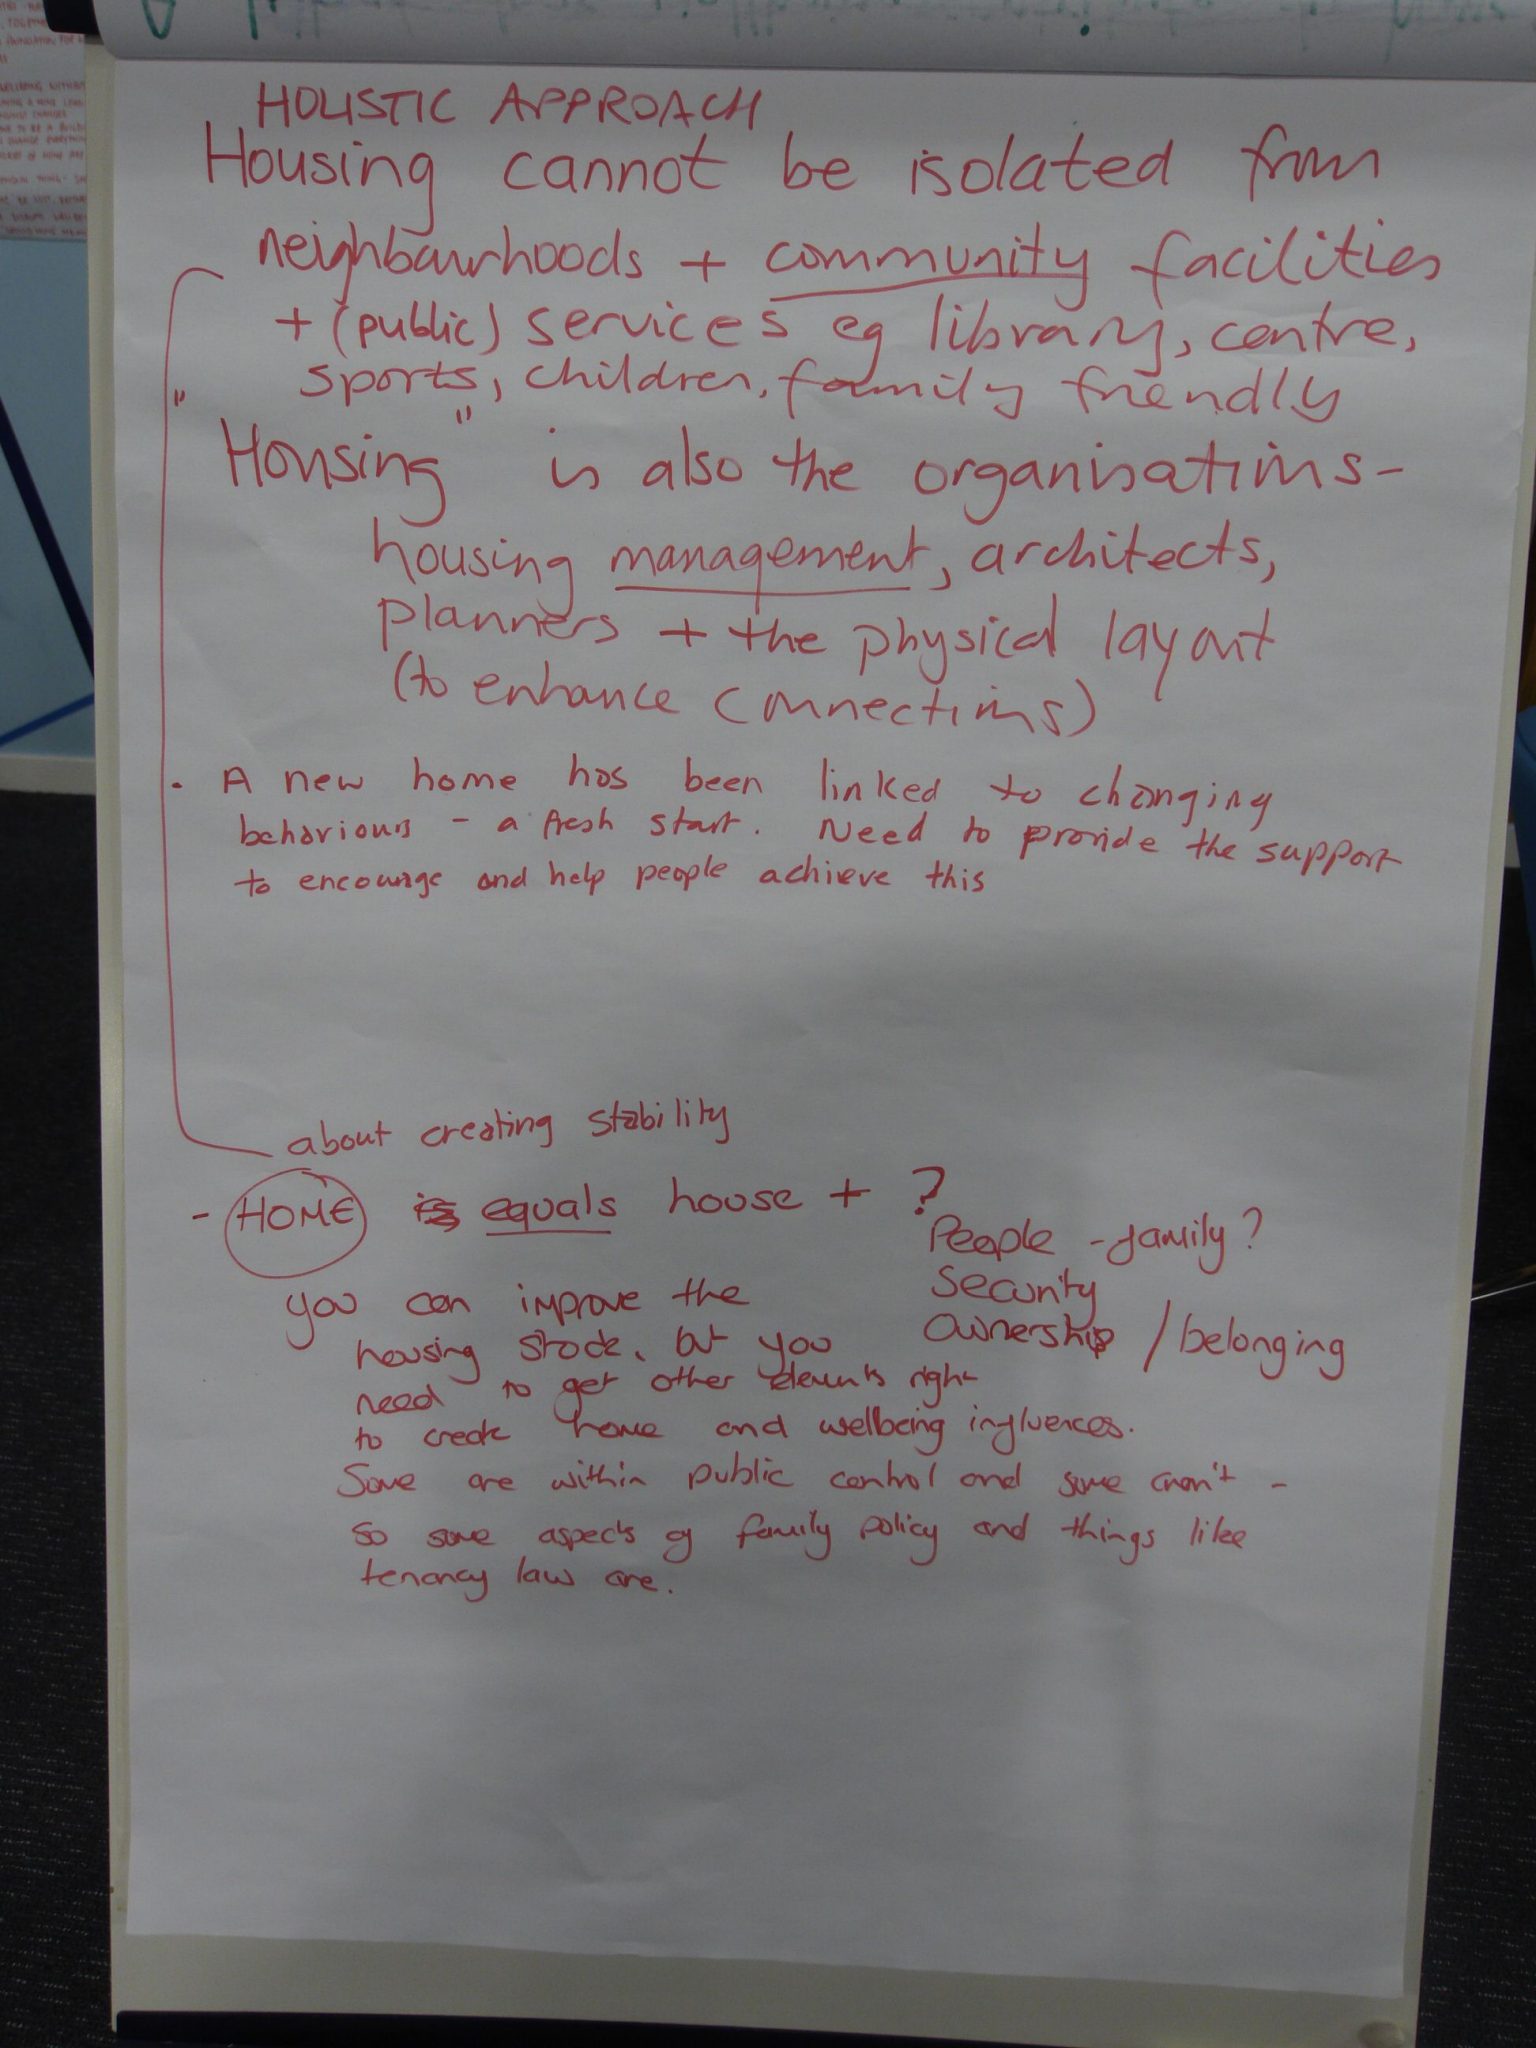 HOLISTIC APPROACH
Housing cannot be isolated from
neighbourhoods + community facilities
+ (public) services eg library, centre,
sports, children, family friendly
"Housing" is also the organisations -
housing management, architects,
planners + the physical layout
(to enhance connections)
. A new home has been linked to changing
behaviours - a fresh start. Need to provide the support
to encourage and help people achieve this
about creating stability
- HOME is equals house + ?
People - family?
Security
Ownership / belonging
you can improve the
housing stock, but you
need to get other elements right
to create home and wellbeing influences.
Some are within public control and some aren't -
so some aspects of family policy and things like
tenancy law are.